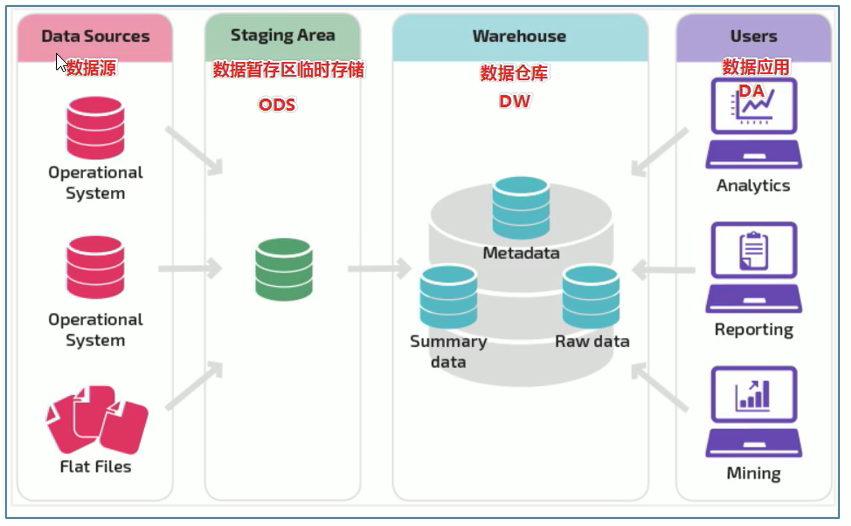 Data Sources
数据源
Operational
System
Operational
System
Flat Files
Staging Area
数据暂存区临时存储
ODS
Warehouse
数据仓库
DW
Metadata
Summary
data
Raw data
Users
数据应用
DA
Analytics
Reporting
Mining